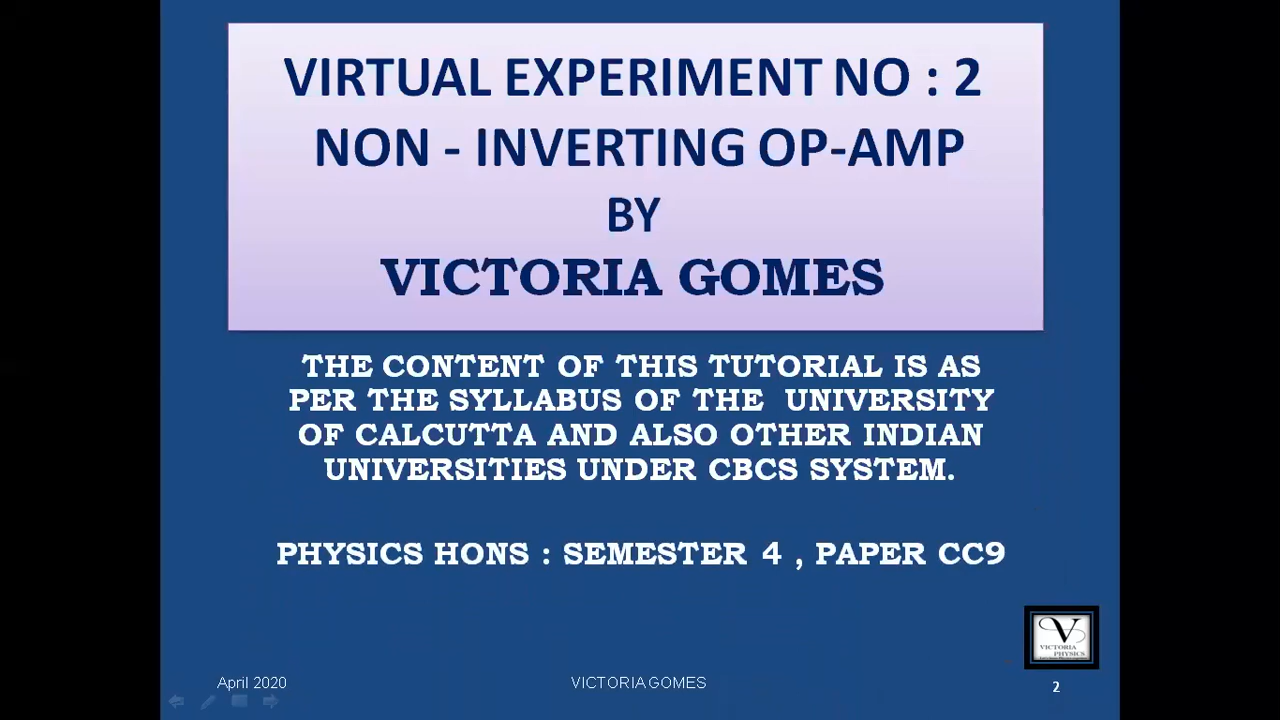 VIRTUAL EXPERIMENT NO : 2
NON - INVERTING OP-AMP
BY
VICTORIA GOMES
THE CONTENT OF THIS TUTORIAL IS AS
PER THE SYLLABUS OF THE UNIVERSITY
OF CALCUTTA AND ALSO OTHER INDIAN
UNIVERSITIES UNDER CBCS SYSTEM.
PHYSICS HONS : SEMESTER 4 , PAPER CC9
V
VICTORIA
PHYSICS
April 2020
VICTORIA GOMES
2